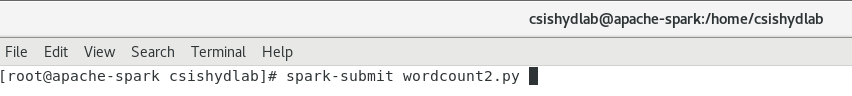 csishydlab@apache-spark:/home/csishydlab
File Edit View Search Terminal Help
[root@apache-spark csishydlab]# spark-submit wordcount2.py